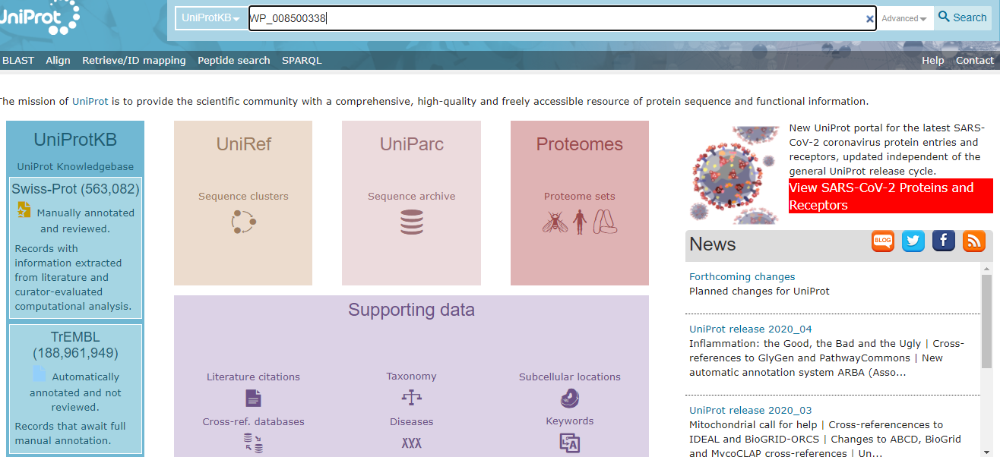 UniProt
UniProtKB
WP_008500338
Advanced
Search
BLAST Align Retrieve/ID mapping Peptide search SPARQL
Help Contact
The mission of UniProt is to provide the scientific community with a comprehensive, high-quality and freely accessible resource of protein sequence and functional information.
UniProtKB
UniProt Knowledgebase
Swiss-Prot (563,082)
Manually annotated
and reviewed.
Records with
information extracted
from literature and
curator-evaluated
computational analysis.
TrEMBL
(188,961,949)
Automatically
annotated and not
reviewed.
Records that await full
manual annotation.
UniRef
Sequence clusters
UniParc
Sequence archive
Proteomes
Proteome sets
Supporting data
Literature citations
Taxonomy
Subcellular locations
Cross-ref. databases
Diseases
Keywords
New UniProt portal for the latest SARS-
CoV-2 coronavirus protein entries and
receptors, updated independent of the
general UniProt release cycle.
View SARS-CoV-2 Proteins and
Receptors
News
BLOG
Forthcoming changes
Planned changes for UniProt
UniProt release 2020_04
Inflammation: the Good, the Bad and the Ugly | Cross-
references to GlyGen and PathwayCommons | New
automatic annotation system ARBA (Asso...
UniProt release 2020_03
Mitochondrial call for help | Cross-referencences to
IDEAL and BioGRID-ORCS | Changes to ABCD, BioGrid
and MycoCLAP cross-references | Un...